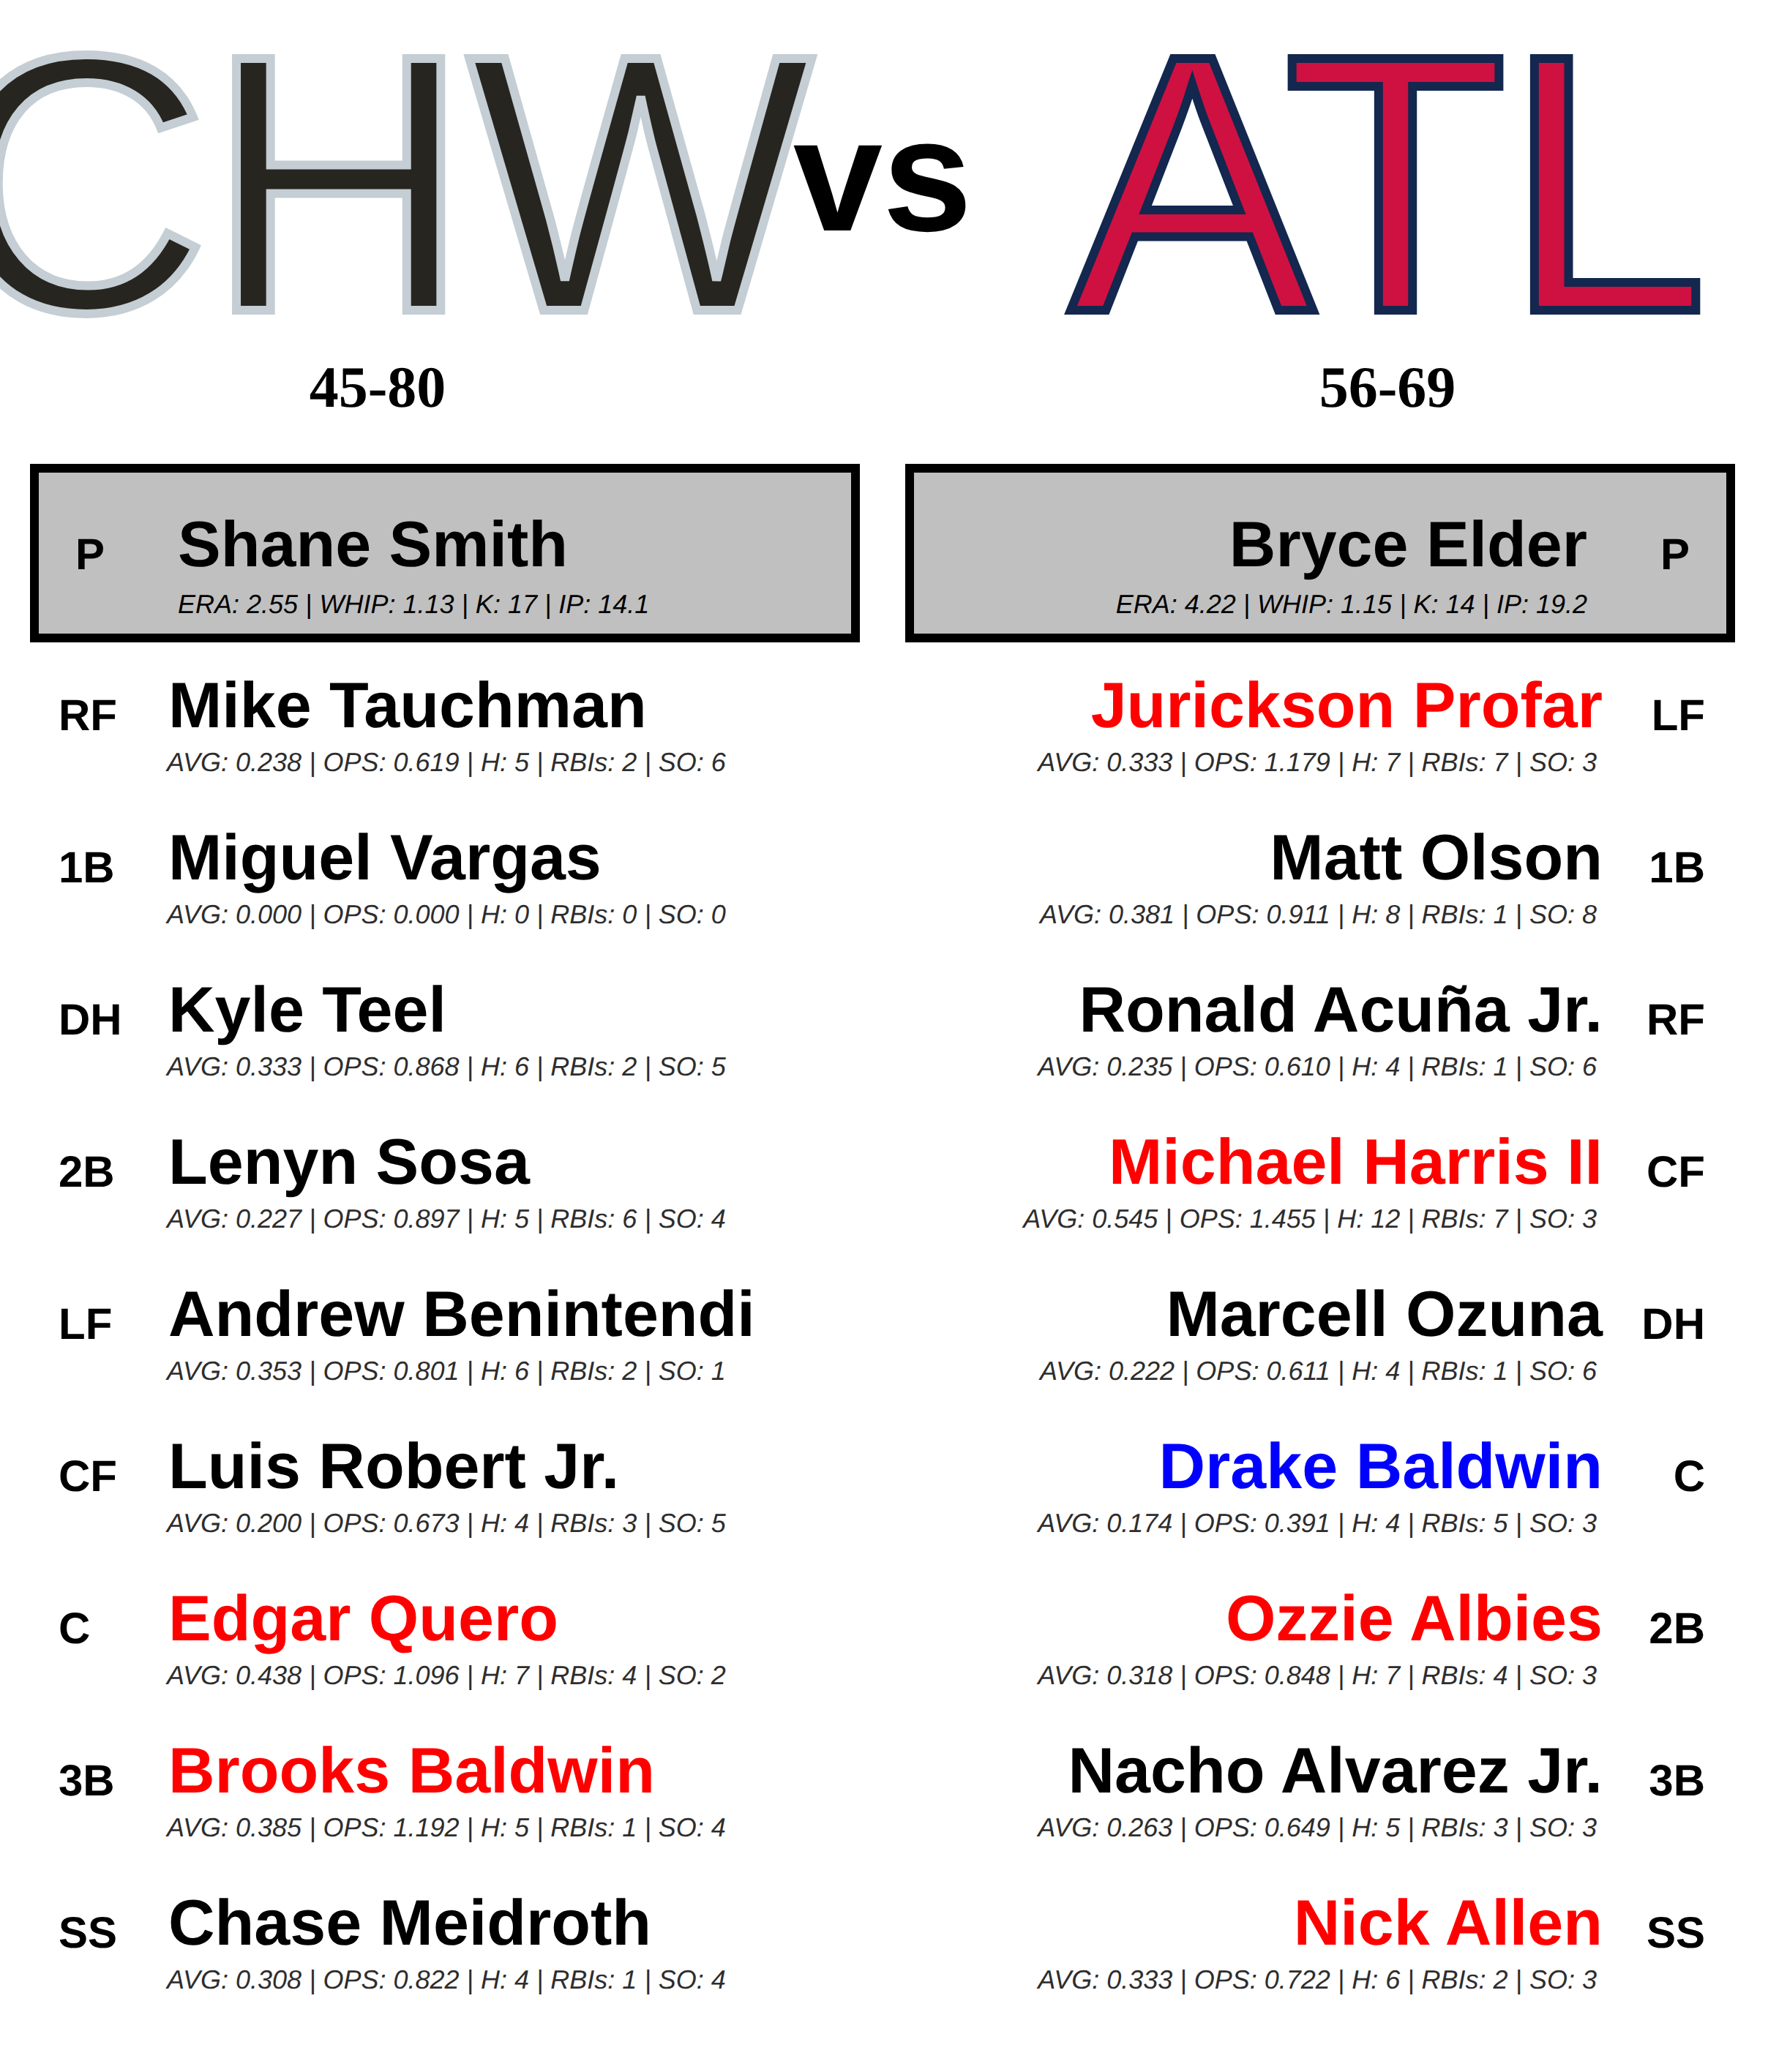 CHW vs ATL
45-80
56-69
P Shane Smith
ERA: 2.55 | WHIP: 1.13 | K: 17 | IP: 14.1
Bryce Elder P
ERA: 4.22 | WHIP: 1.15 | K: 14 | IP: 19.2
RF Mike Tauchman
AVG: 0.238 | OPS: 0.619 | H: 5 | RBIs: 2 | SO: 6
1B Miguel Vargas
AVG: 0.000 | OPS: 0.000 | H: 0 | RBIs: 0 | SO: 0
DH Kyle Teel
AVG: 0.333 | OPS: 0.868 | H: 6 | RBIs: 2 | SO: 5
2B Lenyn Sosa
AVG: 0.227 | OPS: 0.897 | H: 5 | RBIs: 6 | SO: 4
LF Andrew Benintendi
AVG: 0.353 | OPS: 0.801 | H: 6 | RBIs: 2 | SO: 1
CF Luis Robert Jr.
AVG: 0.200 | OPS: 0.673 | H: 4 | RBIs: 3 | SO: 5
C Edgar Quero
AVG: 0.438 | OPS: 1.096 | H: 7 | RBIs: 4 | SO: 2
3B Brooks Baldwin
AVG: 0.385 | OPS: 1.192 | H: 5 | RBIs: 1 | SO: 4
SS Chase Meidroth
AVG: 0.308 | OPS: 0.822 | H: 4 | RBIs: 1 | SO: 4
Jurickson Profar LF
AVG: 0.333 | OPS: 1.179 | H: 7 | RBIs: 7 | SO: 3
Matt Olson 1B
AVG: 0.381 | OPS: 0.911 | H: 8 | RBIs: 1 | SO: 8
Ronald Acuña Jr. RF
AVG: 0.235 | OPS: 0.610 | H: 4 | RBIs: 1 | SO: 6
Michael Harris II CF
AVG: 0.545 | OPS: 1.455 | H: 12 | RBIs: 7 | SO: 3
Marcell Ozuna DH
AVG: 0.222 | OPS: 0.611 | H: 4 | RBIs: 1 | SO: 6
Drake Baldwin C
AVG: 0.174 | OPS: 0.391 | H: 4 | RBIs: 5 | SO: 3
Ozzie Albies 2B
AVG: 0.318 | OPS: 0.848 | H: 7 | RBIs: 4 | SO: 3
Nacho Alvarez Jr. 3B
AVG: 0.263 | OPS: 0.649 | H: 5 | RBIs: 3 | SO: 3
Nick Allen SS
AVG: 0.333 | OPS: 0.722 | H: 6 | RBIs: 2 | SO: 3